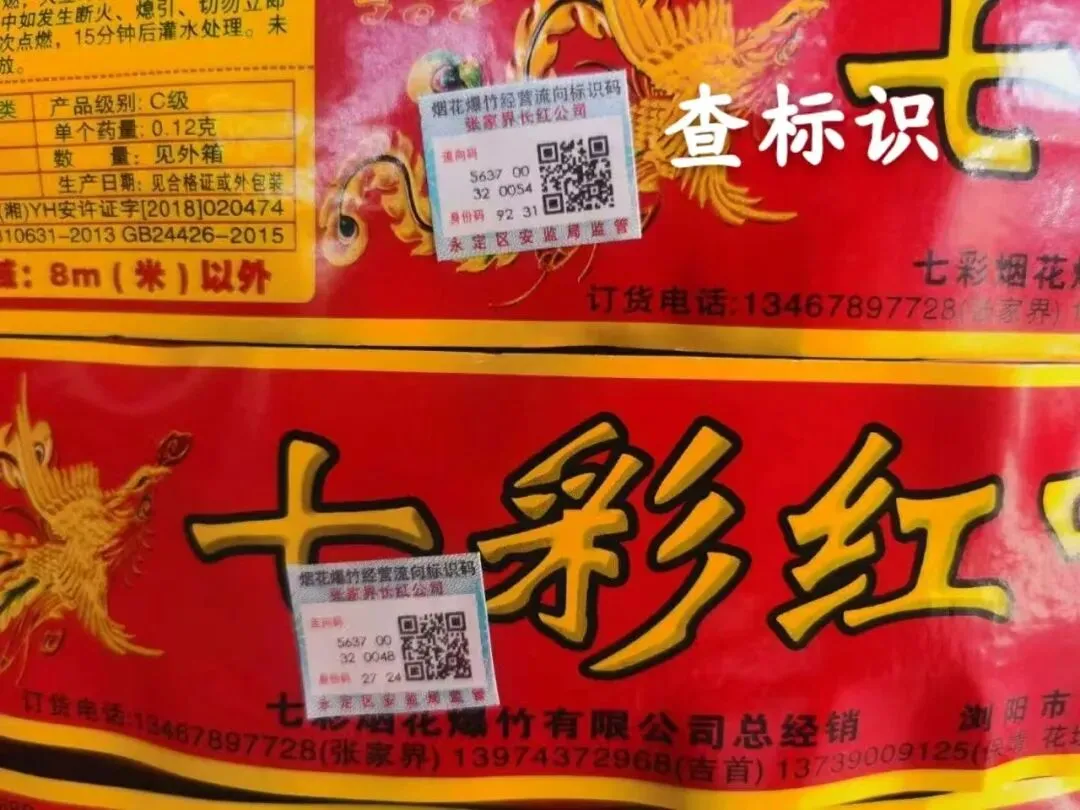 中如发生断火、熄引、切勿立即
次点燃，15分钟后灌水处理。未
放。
类 产品级别：C级
单个药量：0.12克
数 量：见外箱
生产日期：见合格证或外包装
(湘)YH安许证字[2018]020474
10631-2013 GB24426-2015
8m(米)以外
烟花爆竹经营流向标识码
张家界长红公司
流向码
5637 00
32 0054
身份码 92 31
永定区安监局监管
查标识
七
七彩烟花
订货电话:13467897728(张家界)
七彩红
烟花爆竹经营流向标识码
张家界长红公司
流向码
5637 00
32 0048
身份码 27 24
永定区安监局监管
七彩烟花爆竹有限公司总经销 浏阳市
订货电话:13467897728(张家界) 13974372968(吉首) 13739009125